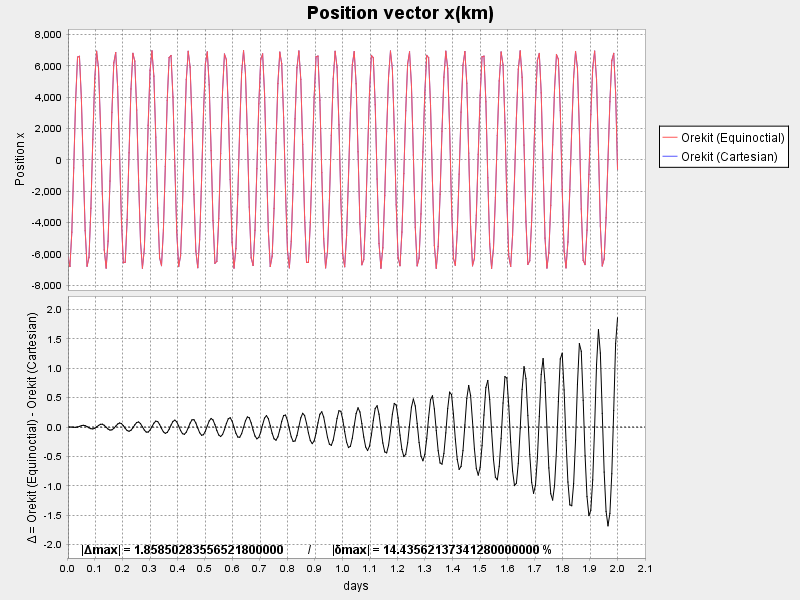 Position vector x(km)
8,000
6,000
4,000
2,000
0
-2,000
-4,000
-6,000
-8,000
Position x
Orekit (Equinoctial)
Orekit (Cartesian)
2.0
1.5
1.0
0.5
0.0
-0.5
-1.0
-1.5
-2.0
Δ = Orekit (Equinoctial) - Orekit (Cartesian)
|Δmax| = 1.85850283556521800000 / |δmax| = 14.435621373412800000000 %
0.0 0.1 0.2 0.3 0.4 0.5 0.6 0.7 0.8 0.9 1.0 1.1 1.2 1.3 1.4 1.5 1.6 1.7 1.8 1.9 2.0 2.1
days